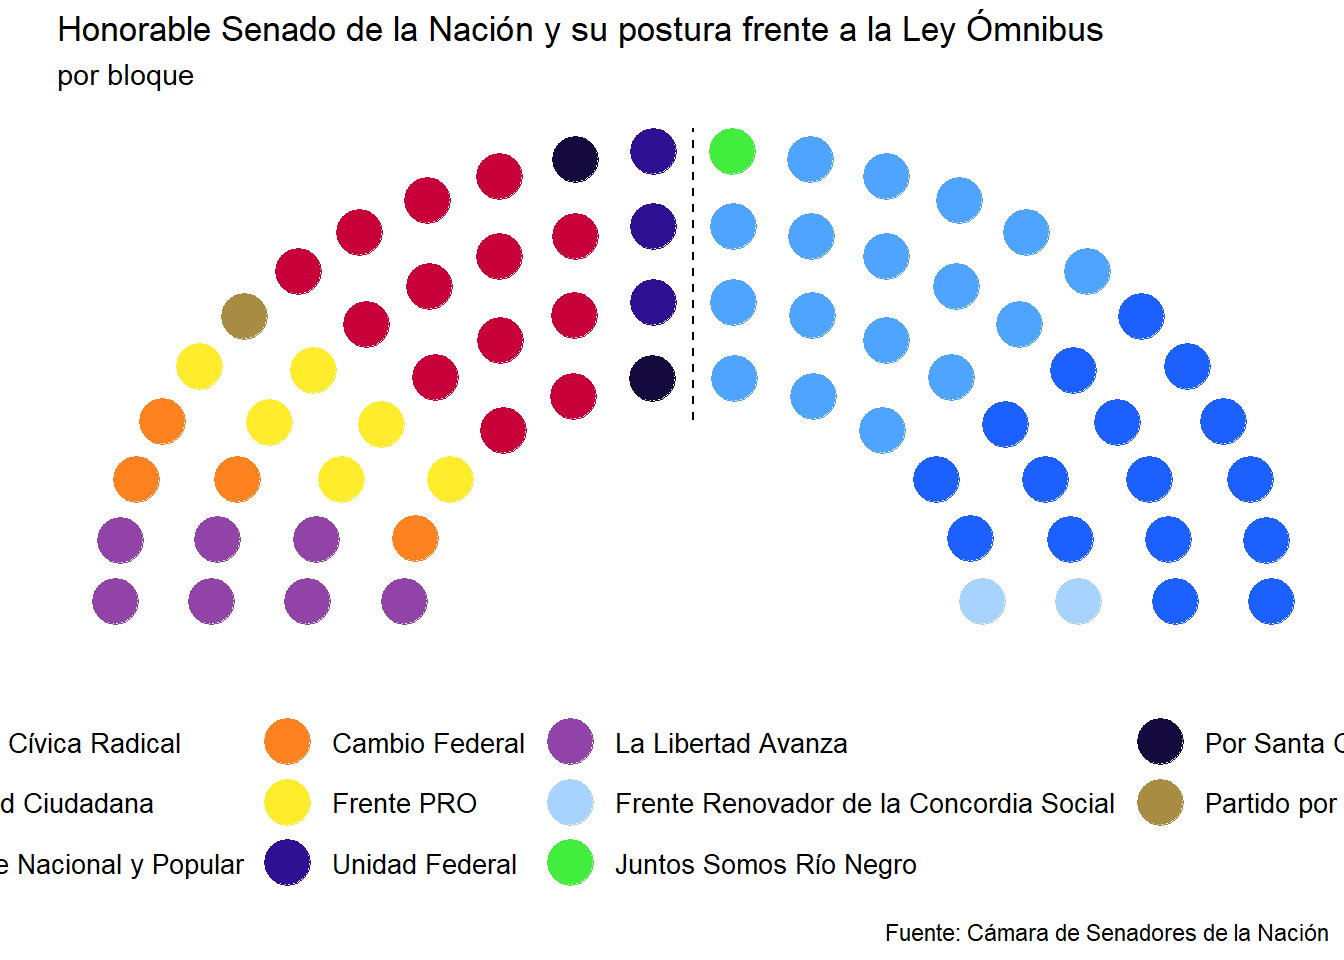 Honorable Senado de la Nación y su postura frente a la Ley Ómnibus
por bloque
Cívica Radical Cambio Federal La Libertad Avanza Por Santa
d Ciudadana Frente PRO Frente Renovador de la Concordia Social Partido por
e Nacional y Popular Unidad Federal Juntos Somos Río Negro
Fuente: Cámara de Senadores de la Nación